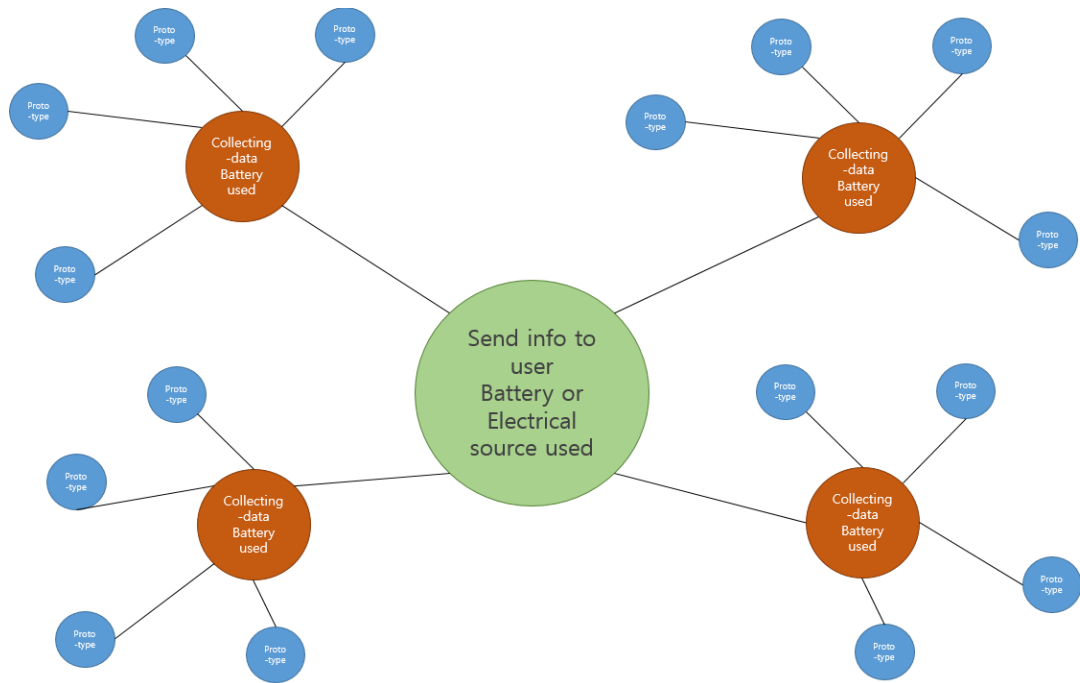 Proto
-type
Proto
-type
Proto
-type
Proto
-type
Collecting
-data
Battery
used
Proto
-type
Proto
-type
Proto
-type
Proto
-type
Collecting
-data
Battery
used
Send info to
user
Battery or
Electrical
source used
Proto
-type
Proto
-type
Proto
-type
Proto
-type
Collecting
-data
Battery
used
Proto
-type
Proto
-type
Proto
-type
Proto
-type
Collecting
-data
Battery
used